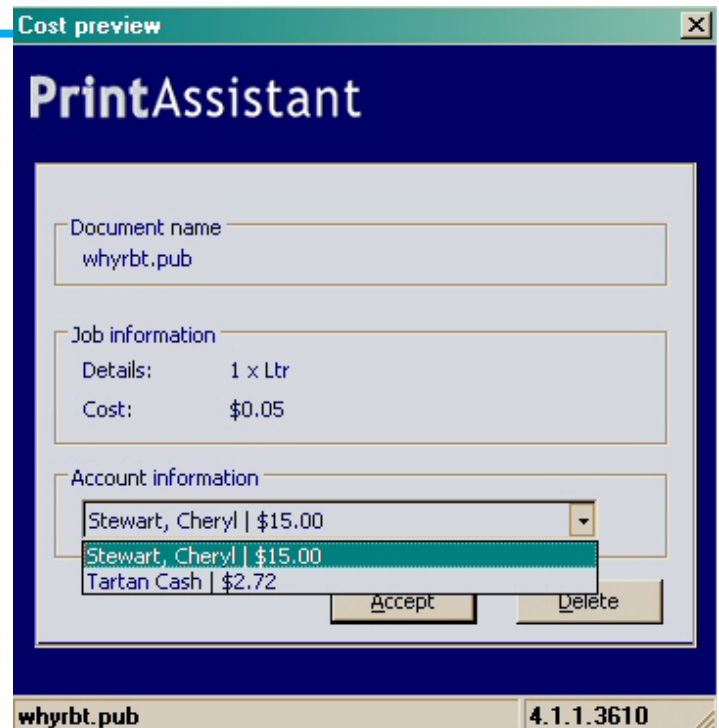 Cost preview
PrintAssistant
Document name
whyrbt.pub
Job information
Details: 1 x Ltr
Cost: $0.05
Account information
Stewart, Cheryl | $15.00
Stewart, Cheryl | $15.00
Tartan Cash | $2.72
Accept Delete
whyrbt.pub 4.1.1.3610